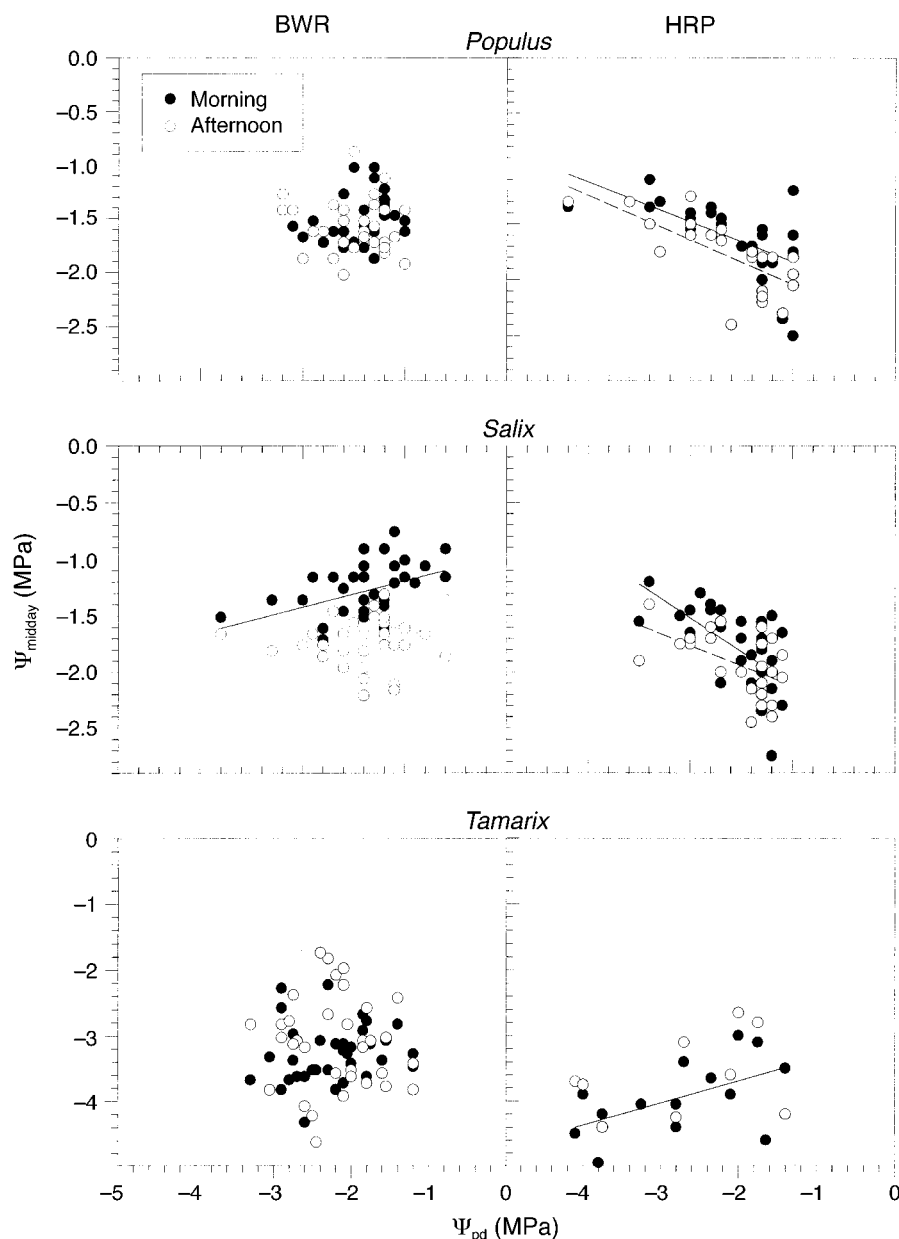 BWR HRP
Populus
0.0
−0.5
−1.0
−1.5
−2.0
−2.5
Morning
Afternoon
Salix
0.0
−0.5
−1.0
−1.5
−2.0
−2.5
Ψmidday (MPa)
Tamarix
0
−1
−2
−3
−4
−5 −4 −3 −2 −1 0 −4 −3 −2 −1 0
Ψpd (MPa)